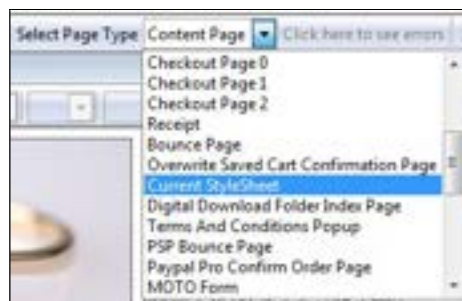 Select Page Type Content Page Click here to see errors
Checkout Page 0
Checkout Page 1
Checkout Page 2
Receipt
Bounce Page
Overwrite Saved Cart Confirmation Page
Current StyleSheet
Digital Download Folder Index Page
Terms And Conditions Popup
PSP Bounce Page
Paypal Pro Confirm Order Page
MOTO Form